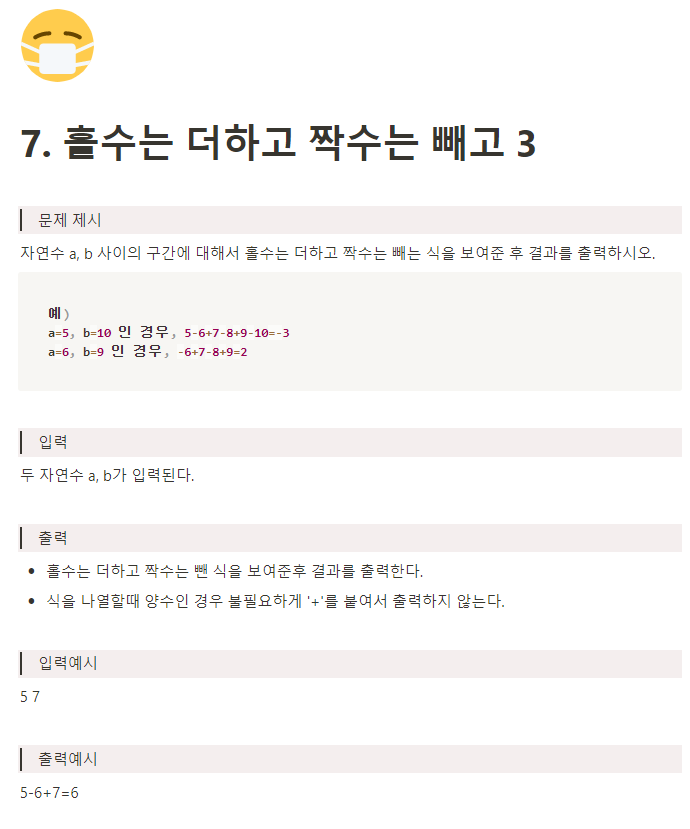 7. 홀수는 더하고 짝수는 빼고 3
문제 제시
자연수 a, b 사이의 구간에 대해서 홀수는 더하고 짝수는 빼는 식을 보여준 후 결과를 출력하시오.
예)
a=5, b=10 인 경우, 5-6+7-8+9-10=-3
a=6, b=9 인 경우, -6+7-8+9=2
입력
두 자연수 a, b가 입력된다.
출력
• 홀수는 더하고 짝수는 뺀 식을 보여준후 결과를 출력한다.
• 식을 나열할때 양수인 경우 불필요하게 '+'를 붙여서 출력하지 않는다.
입력예시
5 7
출력예시
5-6+7=6